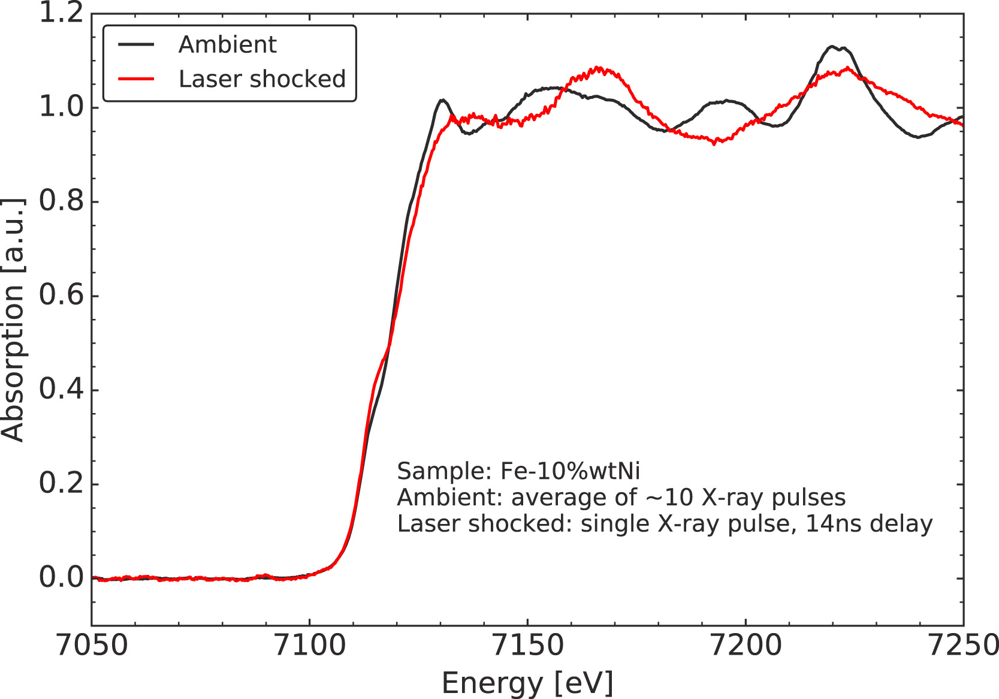 1.2
1.0
0.8
0.6
0.4
0.2
0.0
Absorption [a.u.]
Ambient
Laser shocked
Sample: Fe-10%wtNi
Ambient: average of ~10 X-ray pulses
Laser shocked: single X-ray pulse, 14ns delay
7050 7100 7150 7200 7250
Energy [eV]